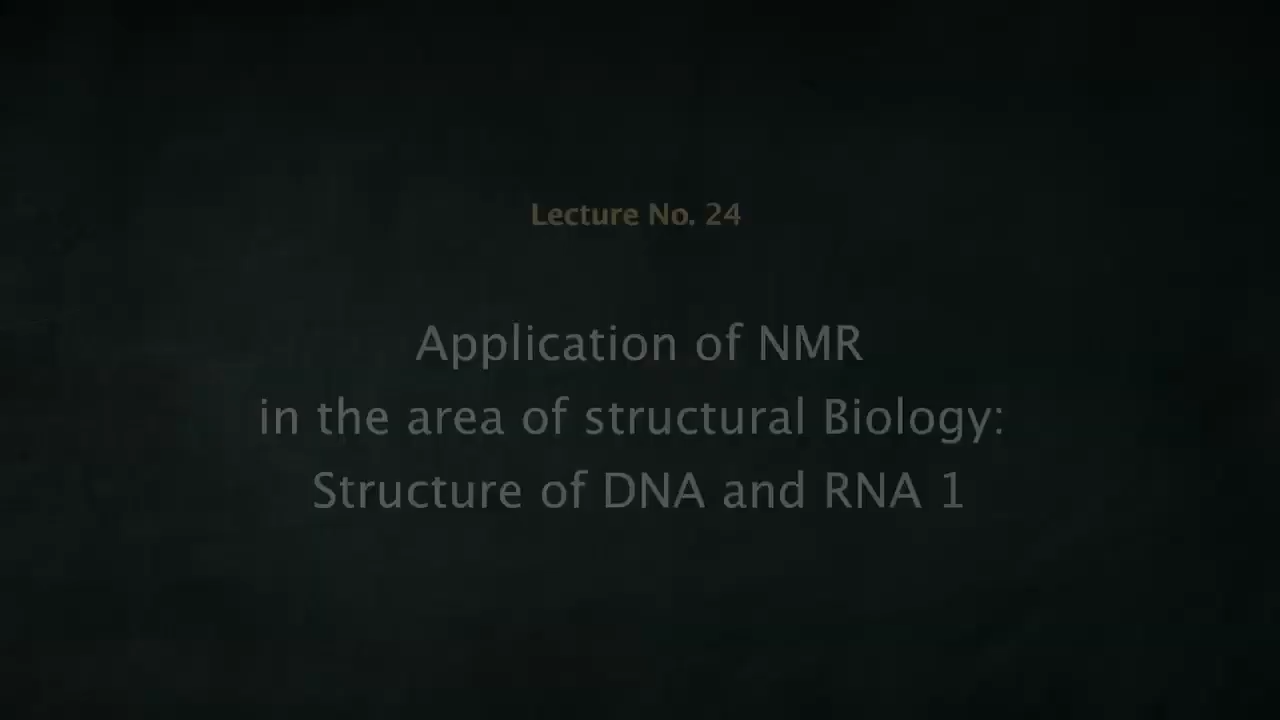 Lecture No. 24
Application of NMR
in the area of structural Biology:
Structure of DNA and RNA 1